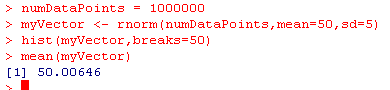 > numDataPoints = 1000000
> myVector <- rnorm(numDataPoints,mean=50,sd=5)
> hist(myVector,breaks=50)
> mean(myVector)
[1] 50.00646
>